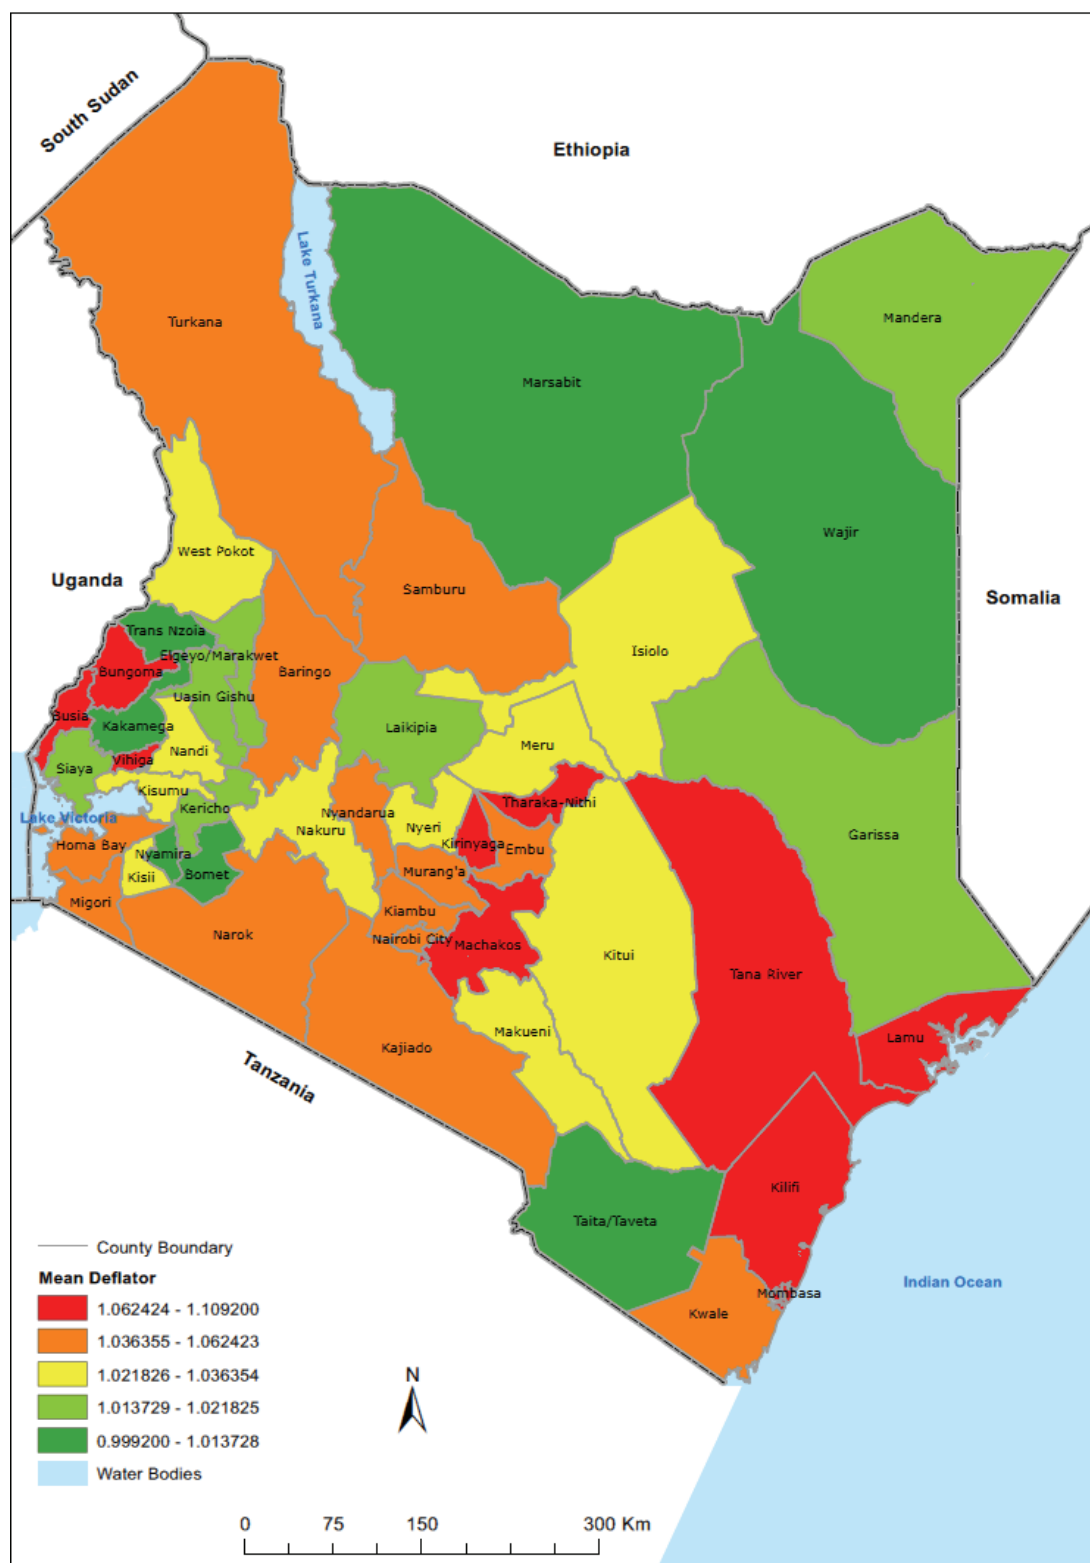 South Sudan
Ethiopia
Lake Turkana
Turkana
Mandera
Marsabit
Wajir
West Pokot
Uganda
Samburu
Somalia
Trans Nzoia
Elgeyo/Marakwet
Isiolo
Bungoma
Baringo
Uasin Gishu
Busia
Kakamega
Laikipia
Nandi
Meru
Vihiga
Siaya
Kisumu
Tharaka-Nithi
Kericho
Lake Victoria
Nyandarua
Nakuru
Nyeri
Garissa
Homa Bay
Kirinyaga
Embu
Nyamira
Murang'a
Kisii
Bomet
Migori
Kiambu
Narok
Nairobi City
Machakos
Kitui
Tana River
Makueni
Lamu
Kajiado
Tanzania
Kilifi
Taita/Taveta
County Boundary
Mean Deflator
Indian Ocean
Mombasa
1.062424 - 1.109200
Kwale
1.036355 - 1.062423
1.021826 - 1.036354
N
1.013729 - 1.021825
0.999200 - 1.013728
Water Bodies
0 75 150 300 Km